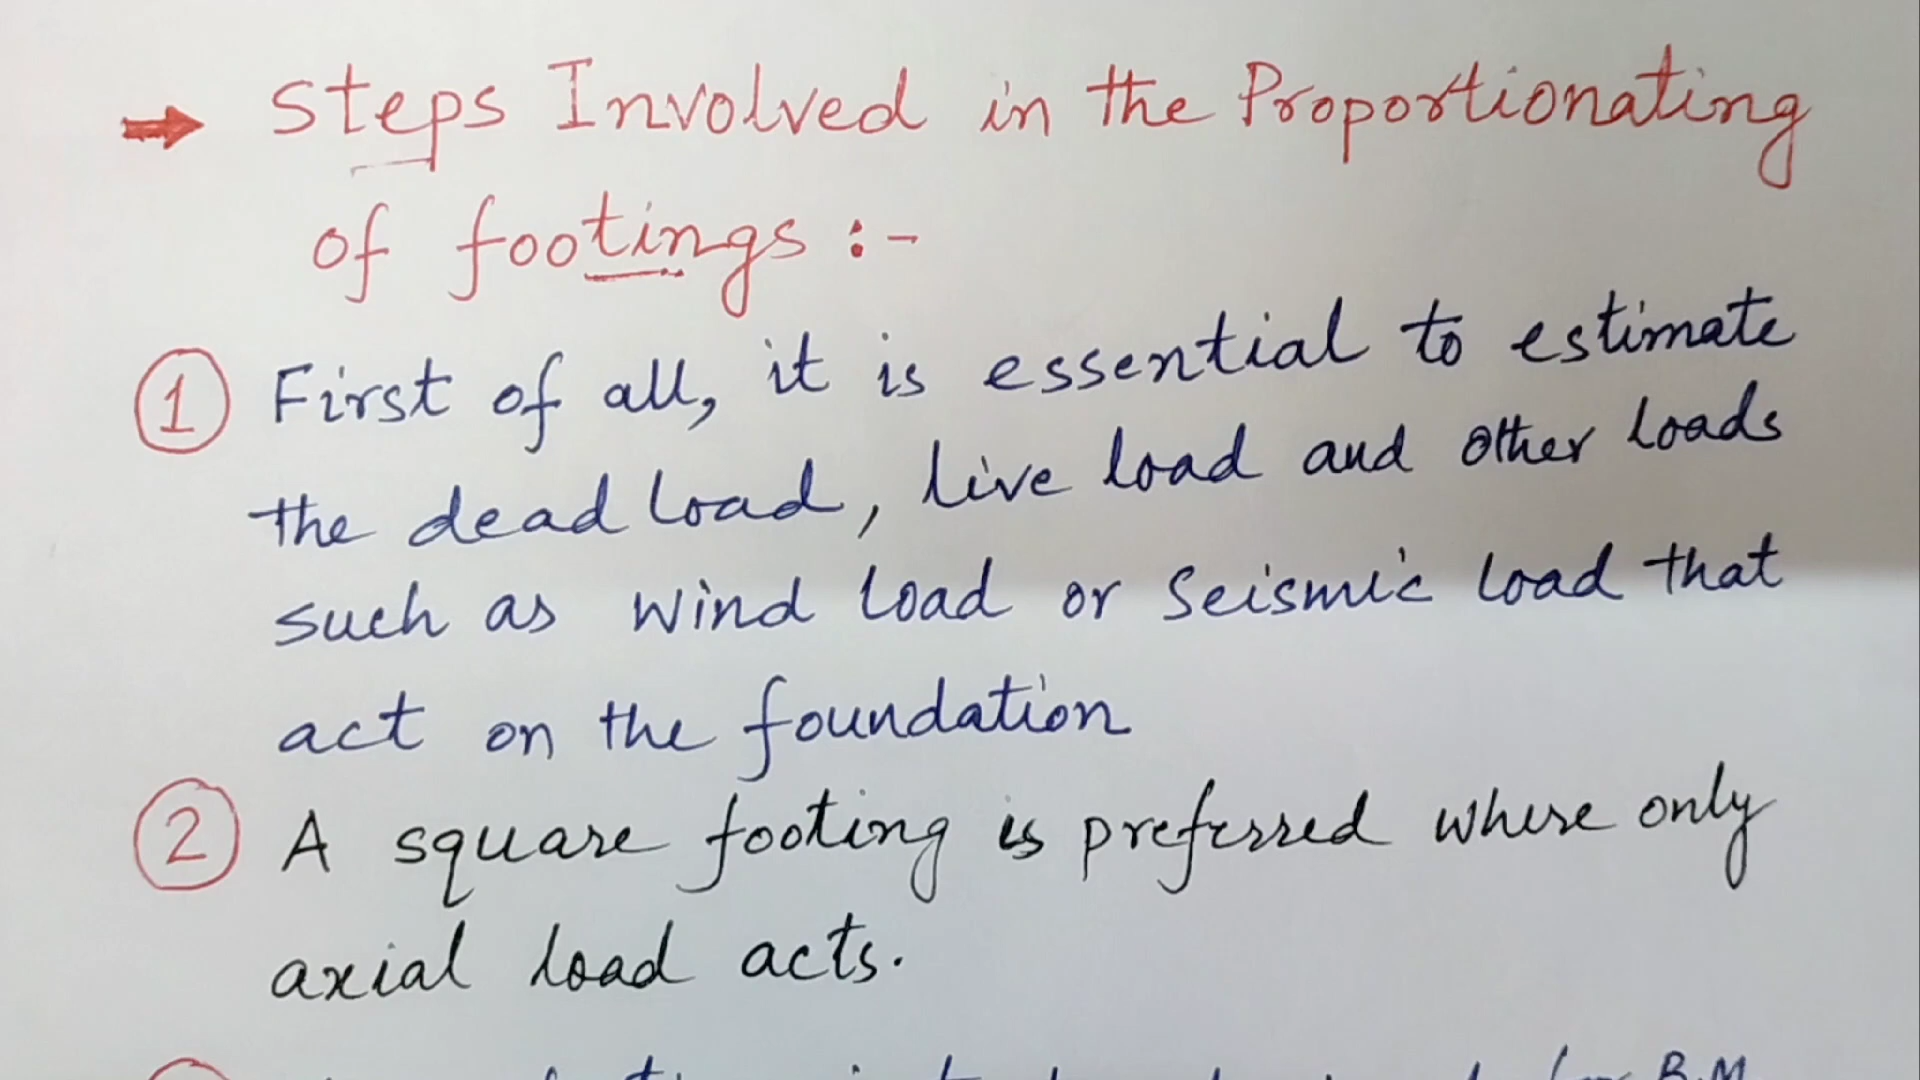 → Steps Involved in the Proportionating
of footings :-
1 First of all, it is essential to estimate
the dead load, live load and other loads
such as wind load or seismic load that
act on the foundation
2 A square footing is preferred where only
axial load acts.
B.M